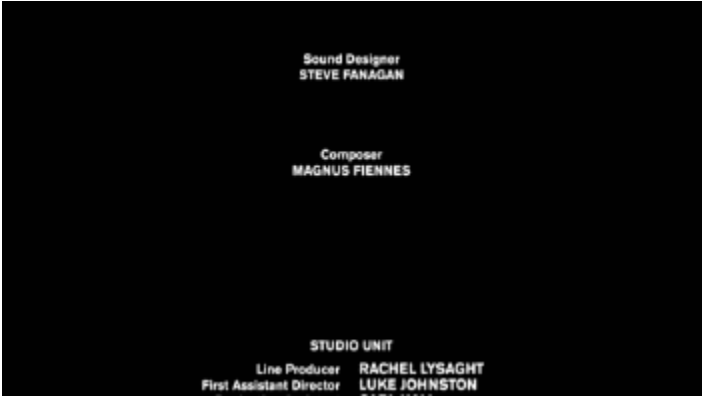 Sound Designer
STEVE FANAGAN
Composer
MAGNUS FIENNES
STUDIO UNIT
Line Producer RACHEL LYSAGHT
First Assistant Director LUKE JOHNSTON